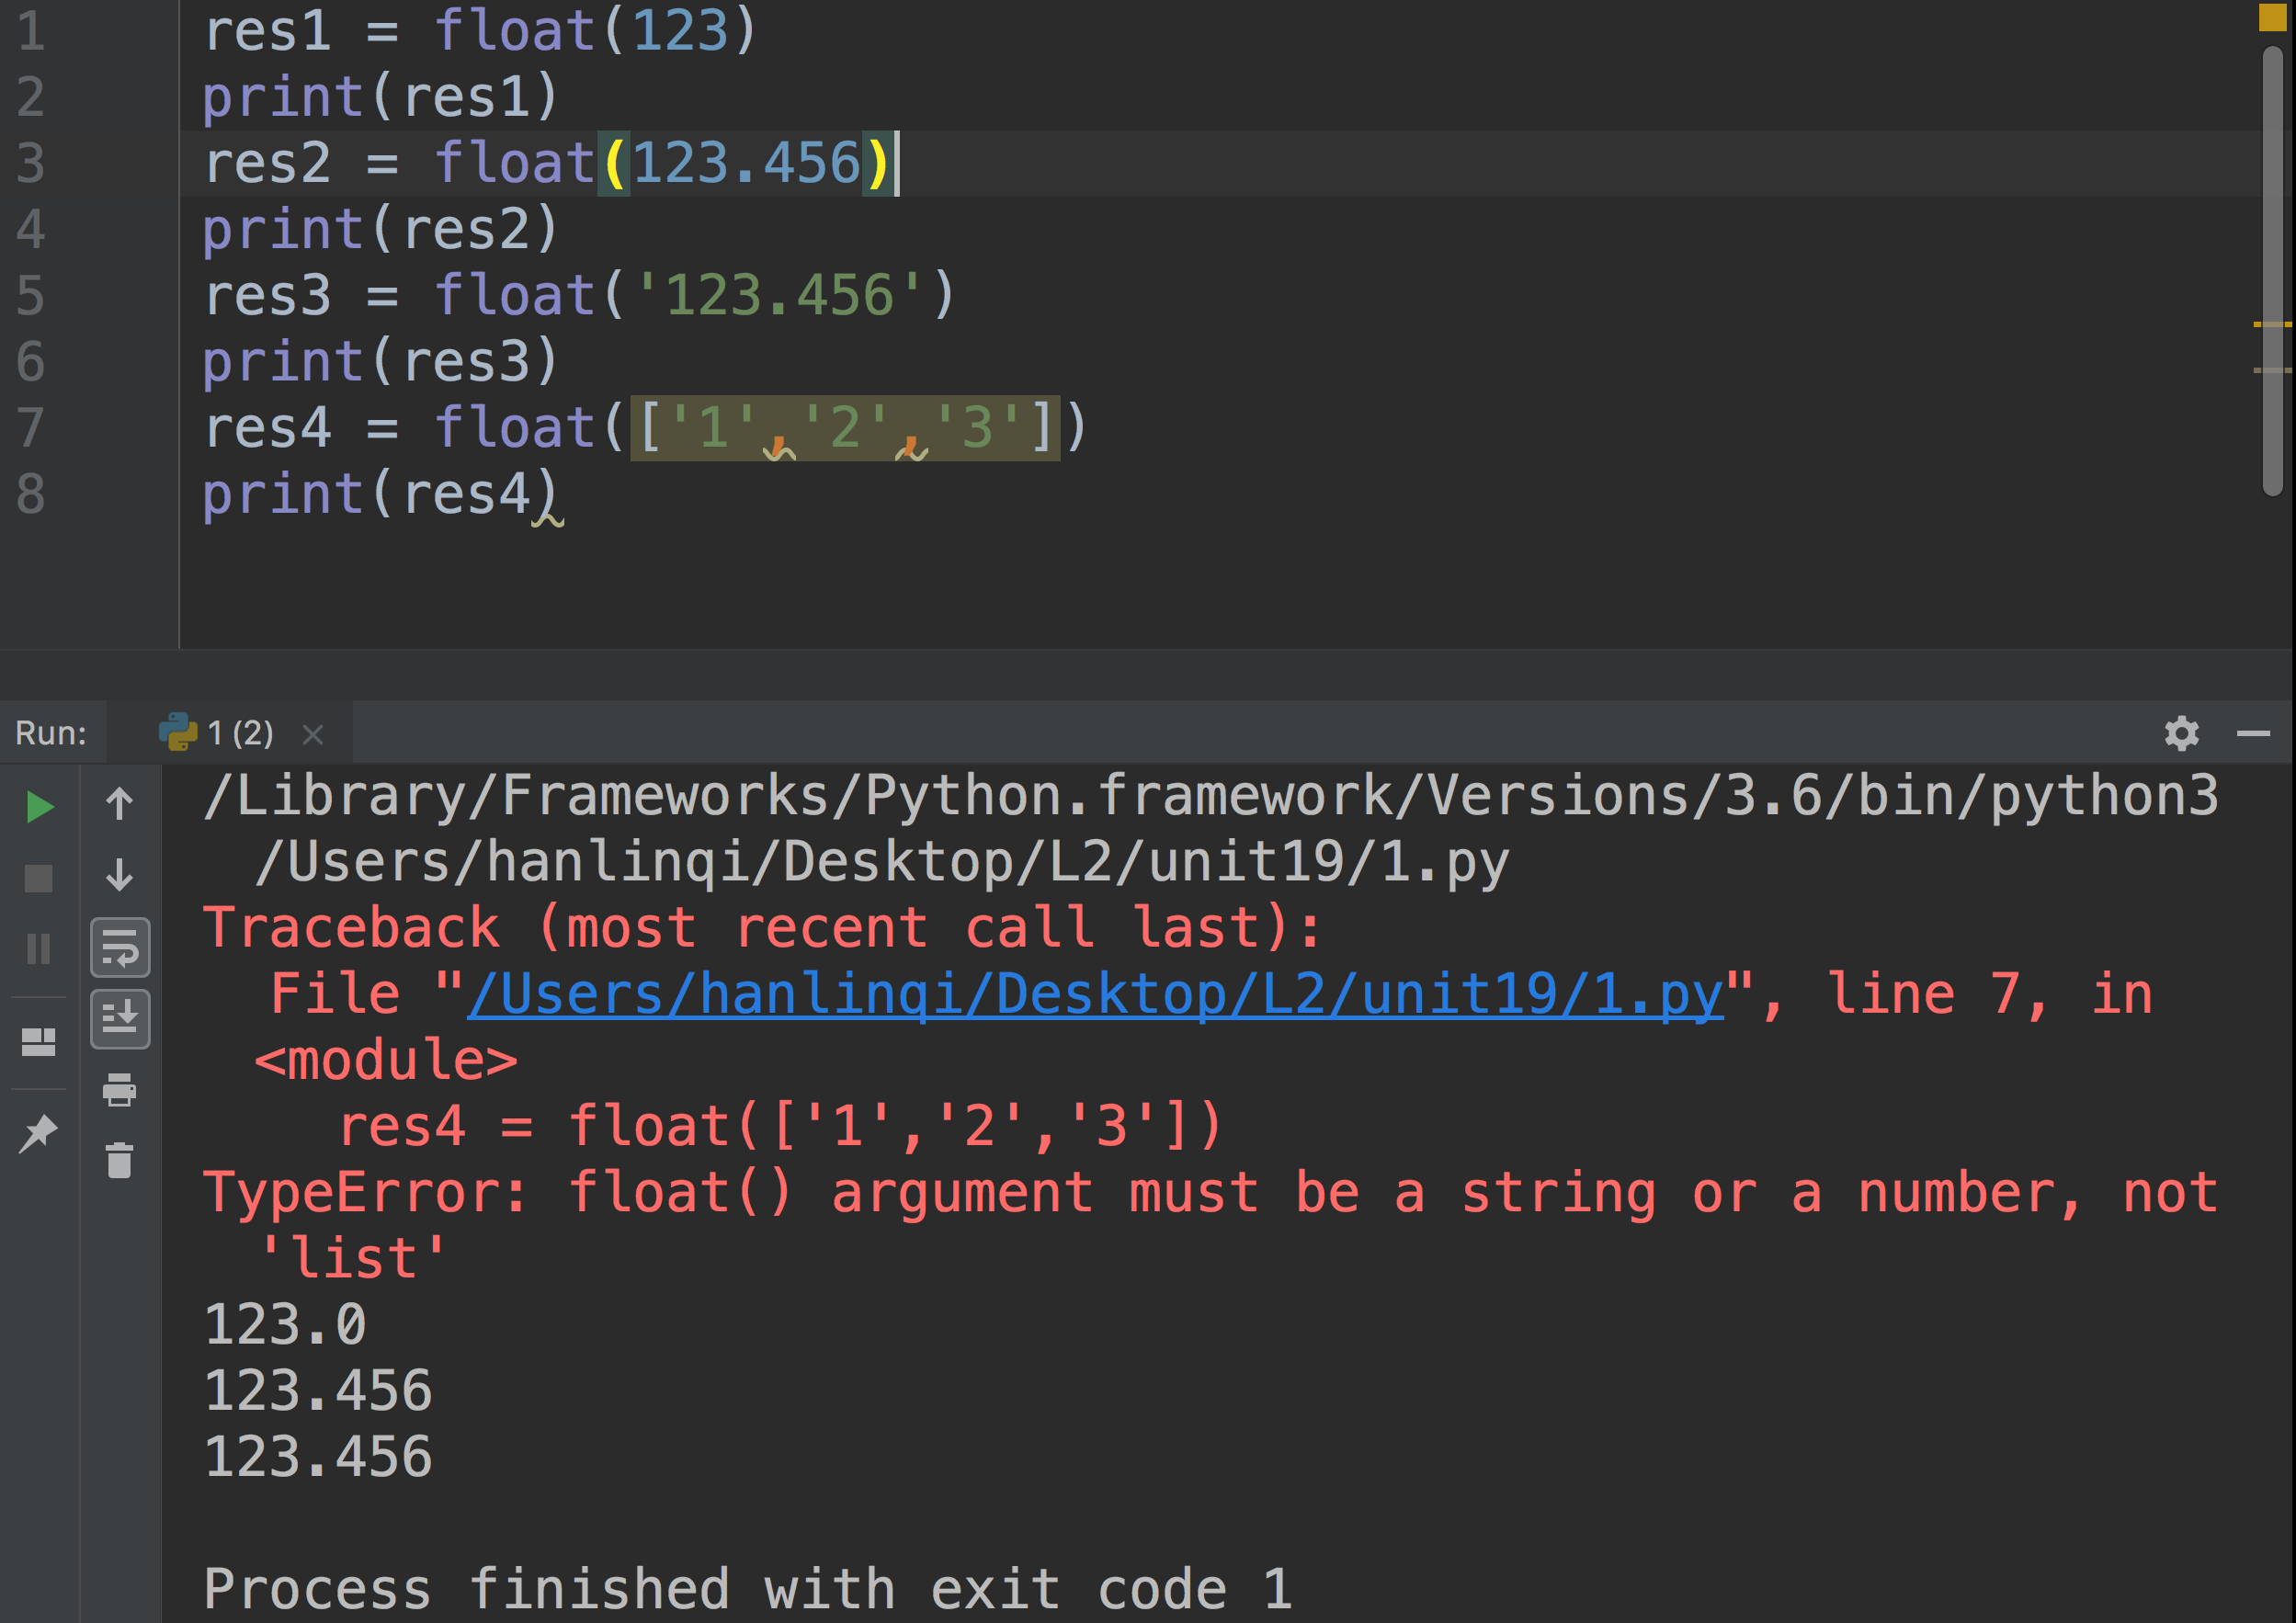 1 res1 = float(123)
2 print(res1)
3 res2 = float(123.456)
4 print(res2)
5 res3 = float('123.456')
6 print(res3)
7 res4 = float(['1','2','3'])
8 print(res4)
Run: 1 (2)
/Library/Frameworks/Python.framework/Versions/3.6/bin/python3
/Users/hanlinqi/Desktop/L2/unit19/1.py
Traceback (most recent call last):
File "/Users/hanlinqi/Desktop/L2/unit19/1.py", line 7, in
<module>
res4 = float(['1','2','3'])
TypeError: float() argument must be a string or a number, not
'list'
123.0
123.456
123.456
Process finished with exit code 1